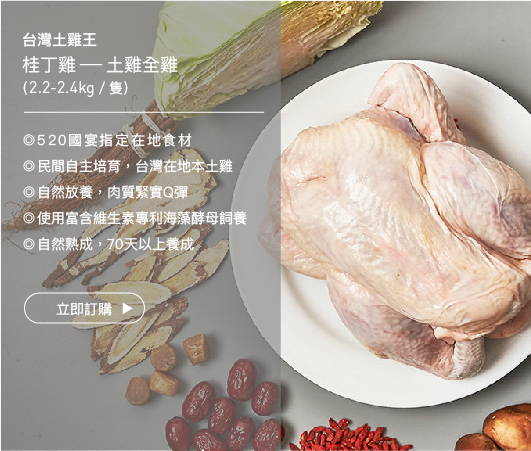 台灣土雞王
桂丁雞 — 土雞全雞
(2.2-2.4kg / 隻)
◎520國宴指定在地食材
◎民間自主培育，台灣在地本土雞
◎自然放養，肉質緊實Q彈
◎使用富含維生素專利海藻酵母飼養
◎自然熟成，70天以上養成
立即訂購 ▶